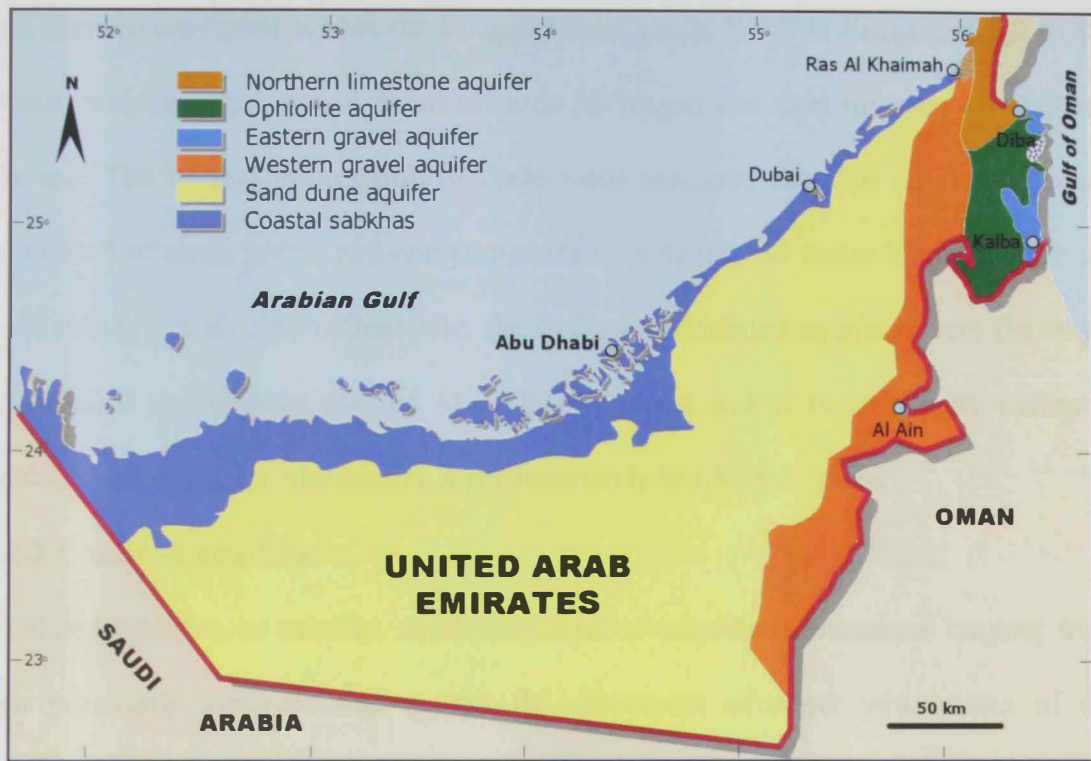 52°
53°
54°
55°
56°
N
Northern limestone aquifer
Ophiolite aquifer
Eastern gravel aquifer
Western gravel aquifer
Sand dune aquifer
Coastal sabkhas
Ras Al Khaimah
Diba
Gulf of Oman
Dubai
25°
Kalba
Arabian Gulf
Abu Dhabi
Al Ain
24°
OMAN
UNITED ARAB
EMIRATES
23°
SAUDI
ARABIA
50 km